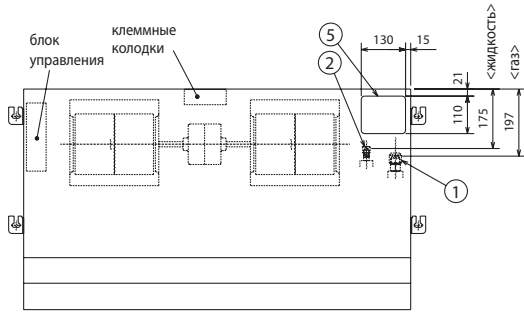 блок
управления
клеммные
колодки
5
2
1
130
15
21
110
175
197
<жидкость>
<газ>